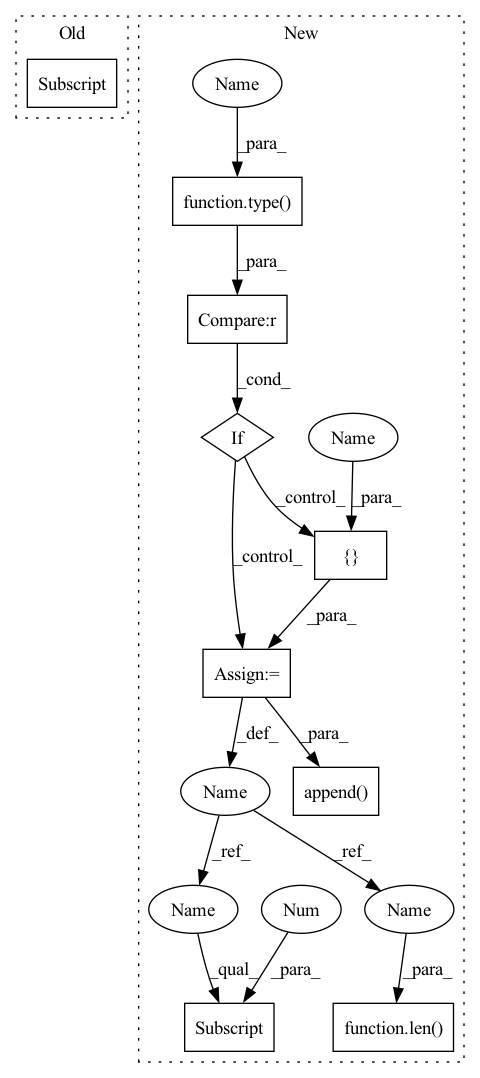 Old
New
Subscript
Name
_para_
function.type()
_para_
Compare:r
_cond_
If
Name
_control_
_para_
_control_
{}
_para_
Assign:=
_def_
_para_
Name
append()
_ref_
_ref_
Name
Num
Name
_qual_
_para_
_para_
Subscript
function.len()